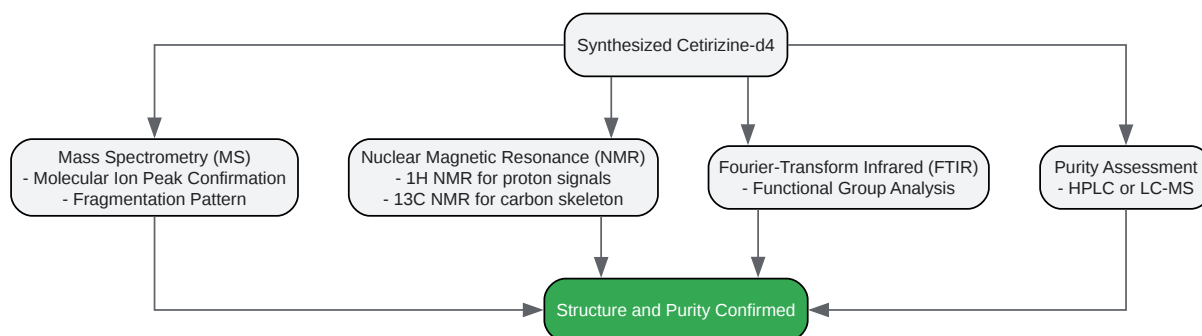 Synthesized Cetirizine-d4
Mass Spectrometry (MS)
- Molecular Ion Peak Confirmation
- Fragmentation Pattern
Nuclear Magnetic Resonance (NMR)
- 1H NMR for proton signals
- 13C NMR for carbon skeleton
Fourier-Transform Infrared (FTIR)
- Functional Group Analysis
Purity Assessment
- HPLC or LC-MS
Structure and Purity Confirmed